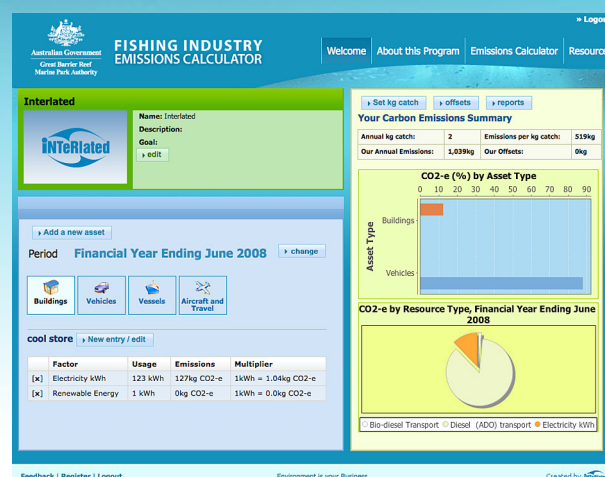 » Logou
Australian Government
Great Barrier Reef
Marine Park Authority
FISHING INDUSTRY
EMISSIONS CALCULATOR
Welcome About this Program Emissions Calculator Resource
Interlated
iNTeRlated
Name: Interlated
Description:
Goal:
edit
Add a new asset
Period Financial Year Ending June 2008 change
Buildings Vehicles Vessels Aircraft and
Travel
cool store New entry / edit
Factor Usage Emissions Multiplier
[x] Electricity kWh 123 kWh 127kg CO2-e 1kWh = 1.04kg CO2-e
[x] Renewable Energy 1 kWh 0kg CO2-e 1kWh = 0.0kg CO2-e
Set kg catch offsets reports
Your Carbon Emissions Summary
Annual kg catch: 2 Emissions per kg catch: 519kg
Our Annual Emissions: 1,039kg Our Offsets: 0kg
CO2-e (%) by Asset Type
0 10 20 30 40 50 60 70 80 90
Asset Type
Buildings
Vehicles
CO2-e by Resource Type, Financial Year Ending June
2008
Bio-diesel Transport Diesel (ADO) transport Electricity kWh
Feedback | Register | Logout Environment is your Business Created by